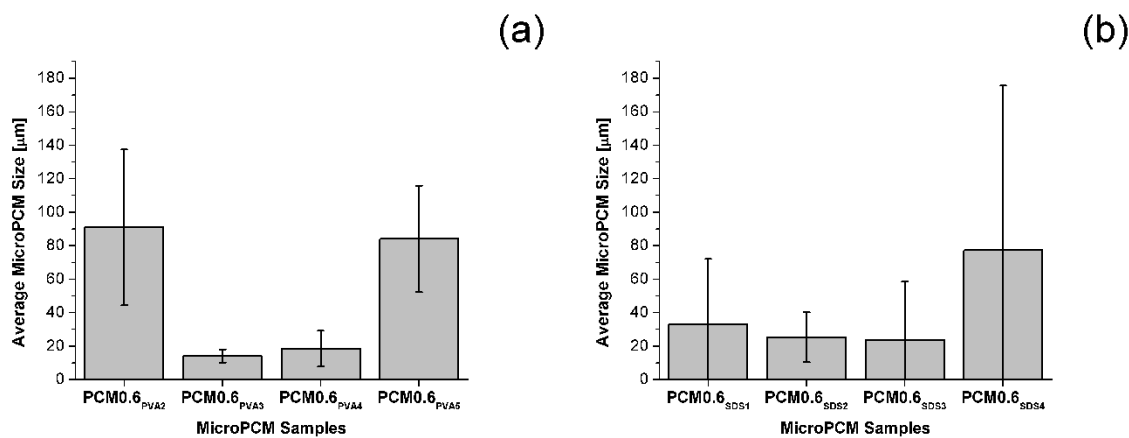 (a)
180
160
140
120
100
80
60
40
20
0
Average MicroPCM Size [µm]
PCM0.6PVA2 PCM0.6PVA3 PCM0.6PVA4 PCM0.6PVA5
MicroPCM Samples
(b)
180
160
140
120
100
80
60
40
20
0
Average MicroPCM Size [µm]
PCM0.6SDS1 PCM0.6SDS2 PCM0.6SDS3 PCM0.6SDS4
MicroPCM Samples